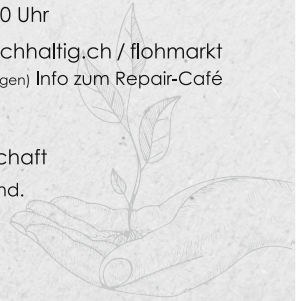 0 Uhr
chhaltig.ch / flohmarkt
gen) Info zum Repair-Café
chaft
nd.